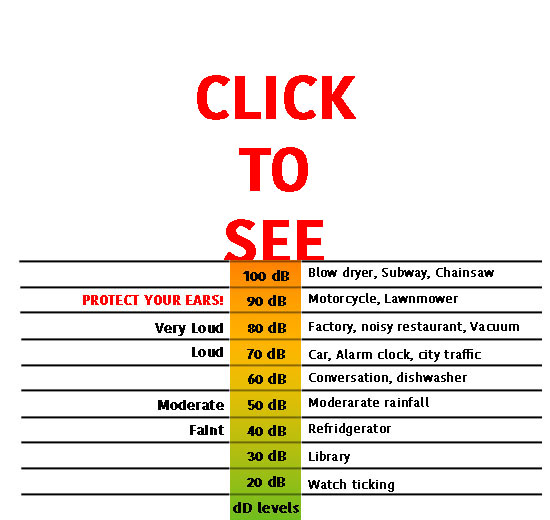 CLICK
TO
SEE
100 dB Blow dryer, Subway, Chainsaw
PROTECT YOUR EARS! 90 dB Motorcycle, Lawnmower
Very Loud 80 dB Factory, noisy restaurant, Vacuum
Loud 70 dB Car, Alarm clock, city traffic
60 dB Conversation, dishwasher
Moderate 50 dB Moderarate rainfall
Faint 40 dB Refridgerator
30 dB Library
20 dB Watch ticking
dD levels